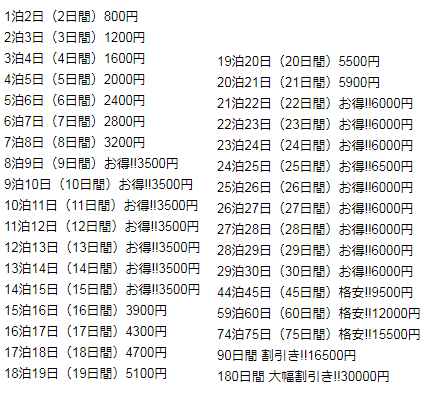 1泊2日（2日間）800円
2泊3日（3日間）1200円
3泊4日（4日間）1600円
4泊5日（5日間）2000円
5泊6日（6日間）2400円
6泊7日（7日間）2800円
7泊8日（8日間）3200円
8泊9日（9日間）お得!!3500円
9泊10日（10日間）お得!!3500円
10泊11日（11日間）お得!!3500円
11泊12日（12日間）お得!!3500円
12泊13日（13日間）お得!!3500円
13泊14日（14日間）お得!!3500円
14泊15日（15日間）お得!!3500円
15泊16日（16日間）3900円
16泊17日（17日間）4300円
17泊18日（18日間）4700円
18泊19日（19日間）5100円
19泊20日（20日間）5500円
20泊21日（21日間）5900円
21泊22日（22日間）お得!!6000円
22泊23日（23日間）お得!!6000円
23泊24日（24日間）お得!!6000円
24泊25日（25日間）お得!!6500円
25泊26日（26日間）お得!!6000円
26泊27日（27日間）お得!!6000円
27泊28日（28日間）お得!!6000円
28泊29日（29日間）お得!!6000円
29泊30日（30日間）お得!!6000円
44泊45日（45日間）格安!!9500円
59泊60日（60日間）格安!!12000円
74泊75日（75日間）格安!!15500円
90日間 割引き!!16500円
180日間 大幅割引き!!30000円